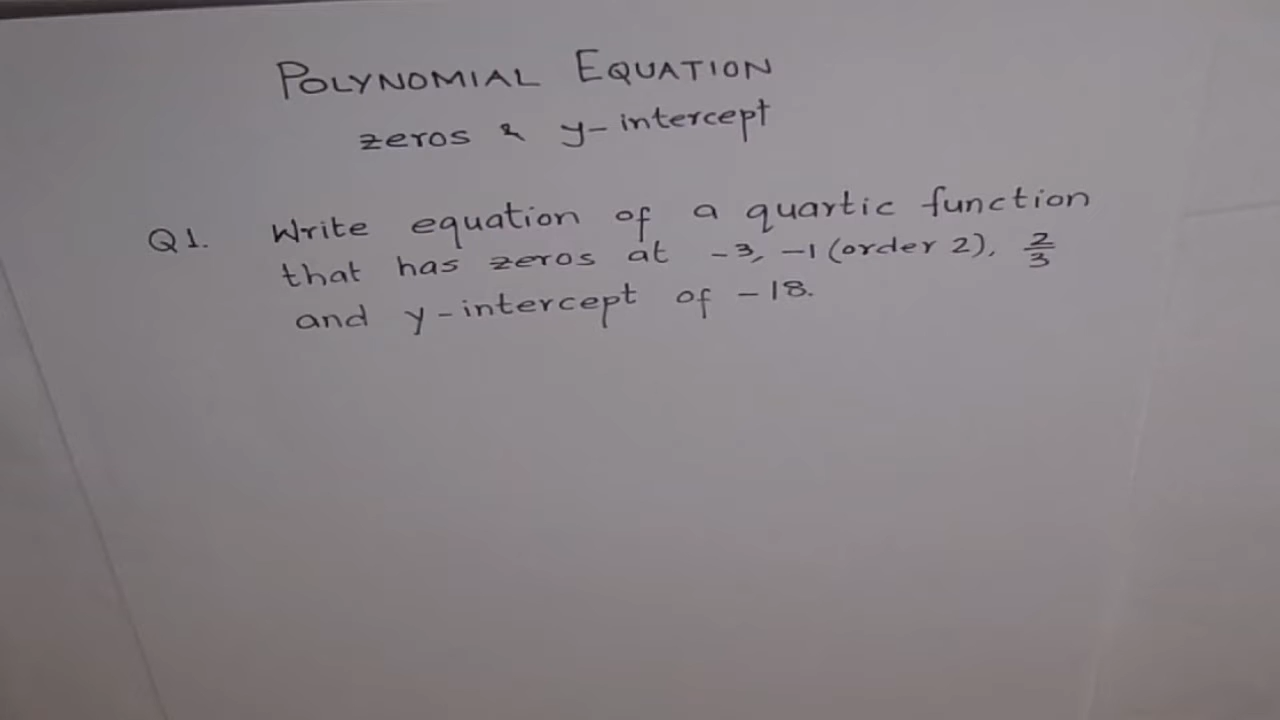 POLYNOMIAL EQUATION
zeros & y-intercept
Q1. Write equation of a quartic function
that has zeros at -3, -1 (order 2), 2/3
and y-intercept of -18.